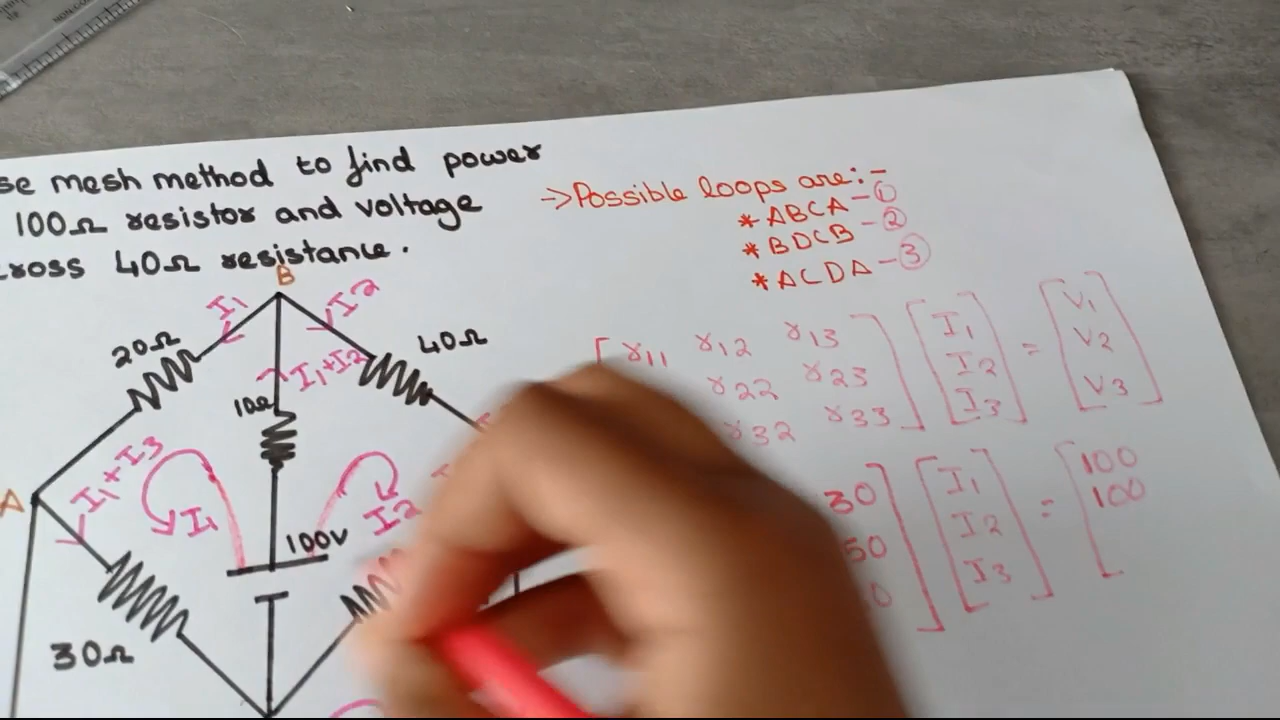 se mesh method to find power
100Ω resistor and voltage
cross 40Ω resistance.
->Possible loops are:-
*ABCA-①
*BDCB-②
*ACDA-③
B
I1
I2
20Ω
40Ω
I1+I2
10Ω
A
I1+I3
I1
I2
100V
30Ω
r11 r12 r13
r22 r23
r32 r33
I1
I2
I3
=
V1
V2
V3
30
50
0
I1
I2
I3
=
100
100